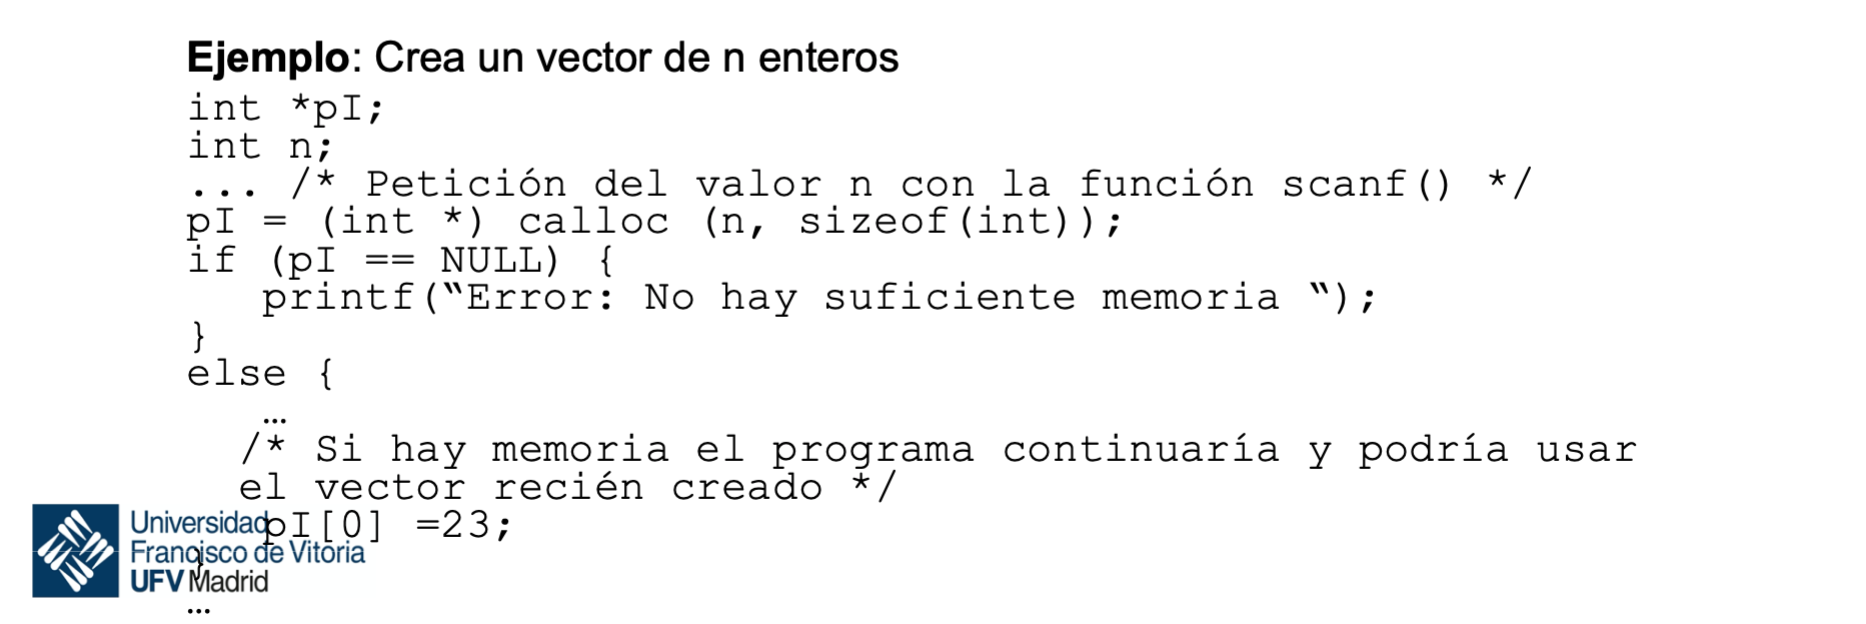 Ejemplo: Crea un vector de n enteros
int *pI;
int n;
... /* Petición del valor n con la función scanf() */
pI = (int *) calloc (n, sizeof(int));
if (pI == NULL) {
   printf(‟Error: No hay suficiente memoria ‟);
}
else {
   …
   /* Si hay memoria el programa continuaría y podría usar
   el vector recién creado */
   pI[0] =23;
}
…
Universidad
Francisco de Vitoria
UFV Madrid